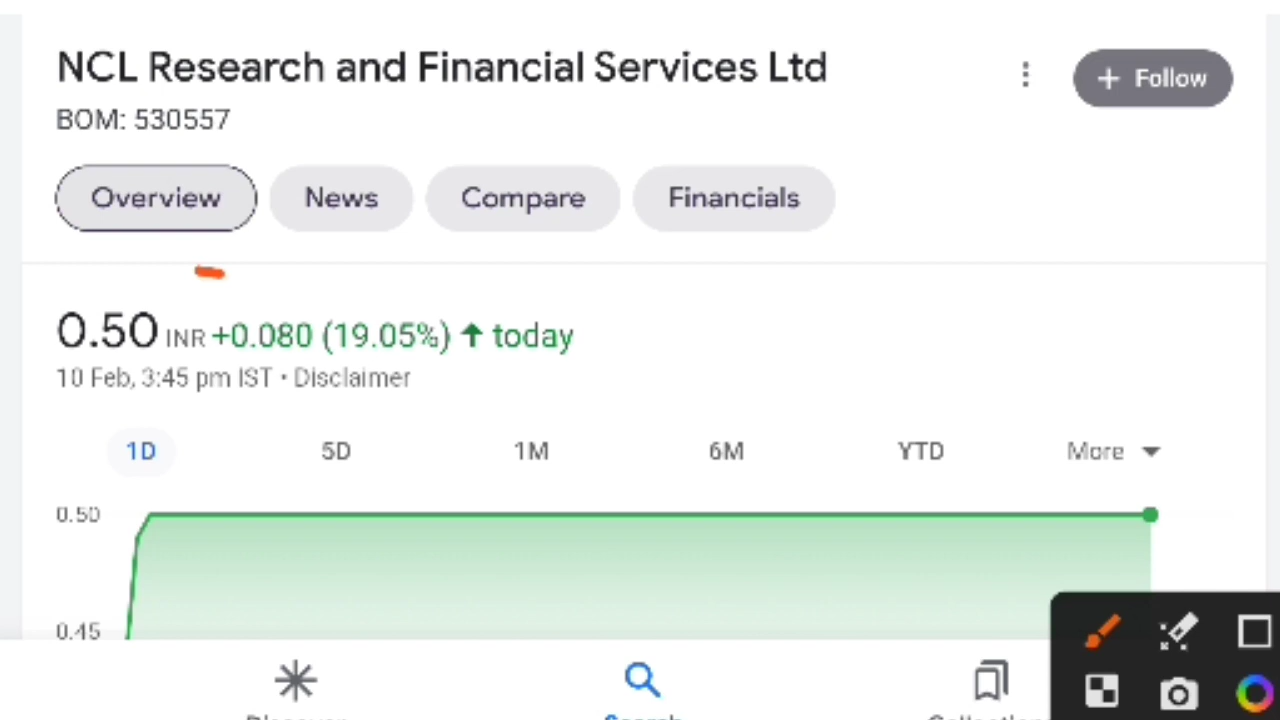 NCL Research and Financial Services Ltd
+ Follow
BOM: 530557
Overview News Compare Financials
0.50 INR +0.080 (19.05%) ↑ today
10 Feb, 3:45 pm IST • Disclaimer
1D 5D 1M 6M YTD More
0.50
0.45